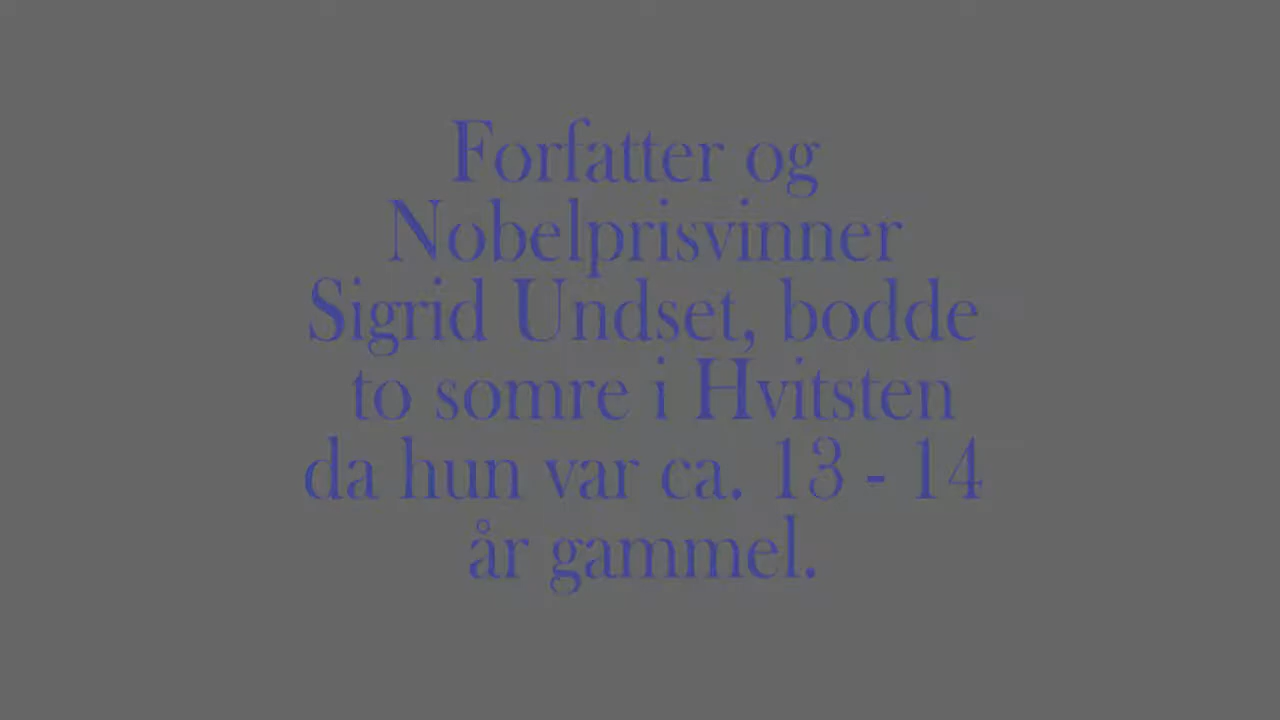 Forfatter og
Nobelprisvinner
Sigrid Undset, bodde
to somre i Hvitsten
da hun var ca. 13 - 14
år gammel.